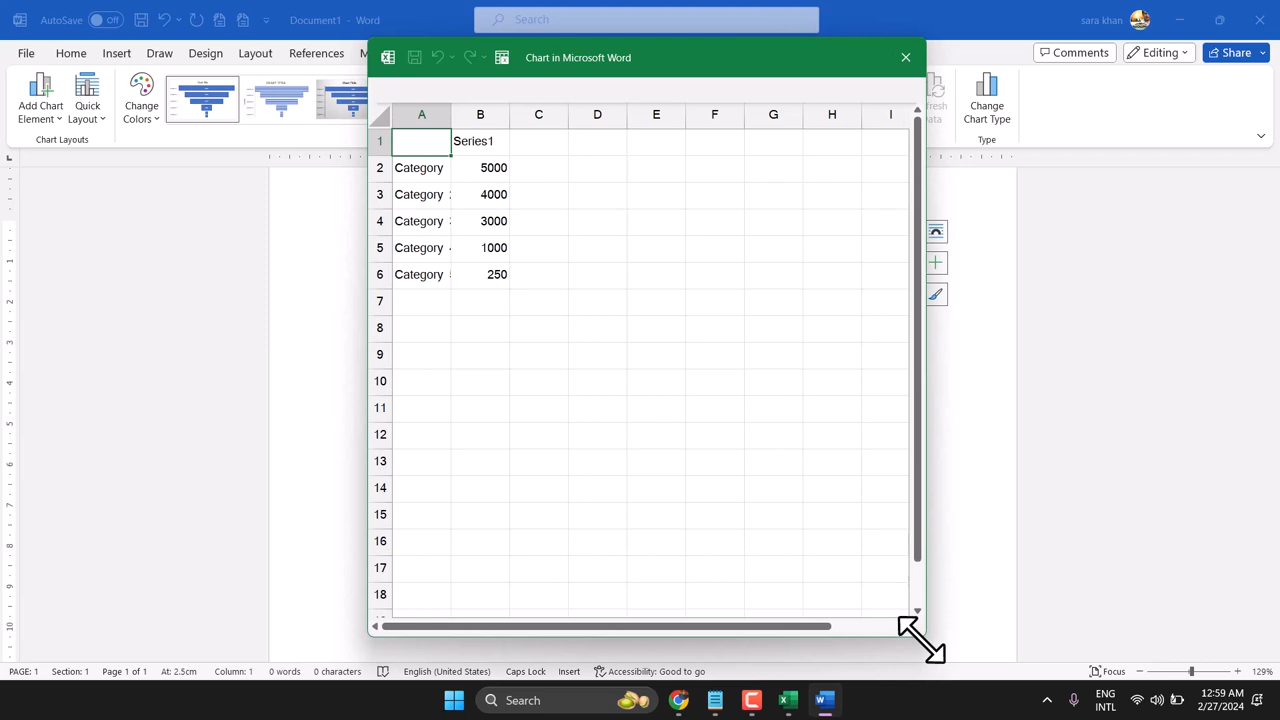 AutoSave Off Document1 • Word Search sara khan
File Home Insert Draw Design Layout References Comments Editing Share
Add Chart Element Quick Layout Change Colors Change Chart Type
Chart Layouts Type
Chart in Microsoft Word
A B C D E F G H I
1 Series1
2 Category 5000
3 Category 4000
4 Category 3000
5 Category 1000
6 Category 250
7
8
9
10
11
12
13
14
15
16
17
18
PAGE: 1 Section: 1 Page 1 of 1 At: 2.5cm Column: 1 0 words 0 characters English (United States) Caps Lock Insert Accessibility: Good to go Focus 129%
Search
ENG
INTL
12:59 AM
2/27/2024